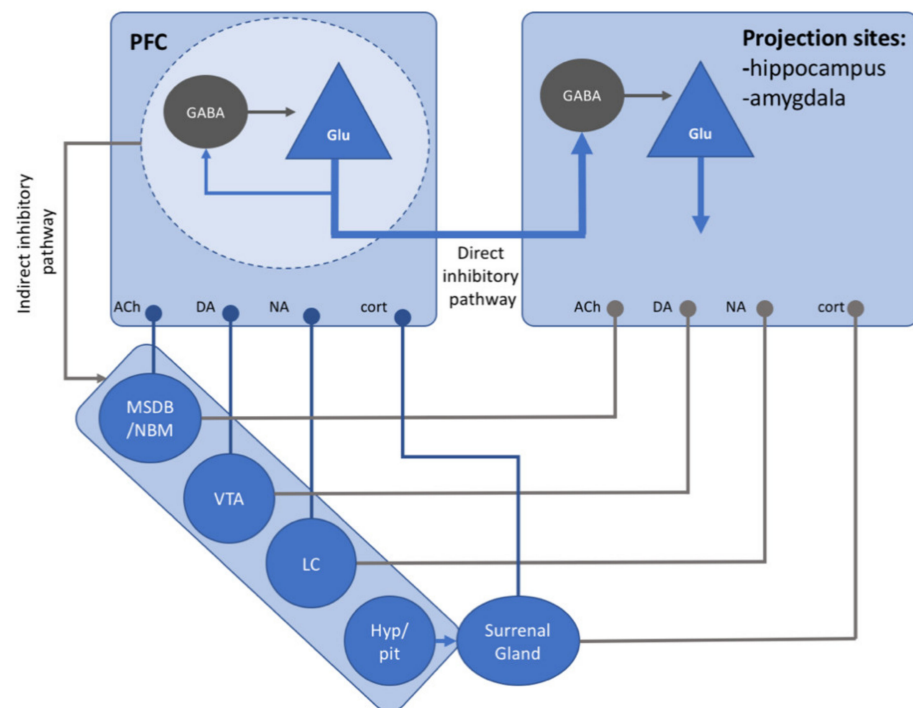 PFC
GABA
Glu
Projection sites:
-hippocampus
-amygdala
GABA
Glu
Indirect inhibitory
pathway
Direct
inhibitory
pathway
ACh
DA
NA
cort
ACh
DA
NA
cort
MSDB
/NBM
VTA
LC
Hyp/
pit
Surrenal
Gland